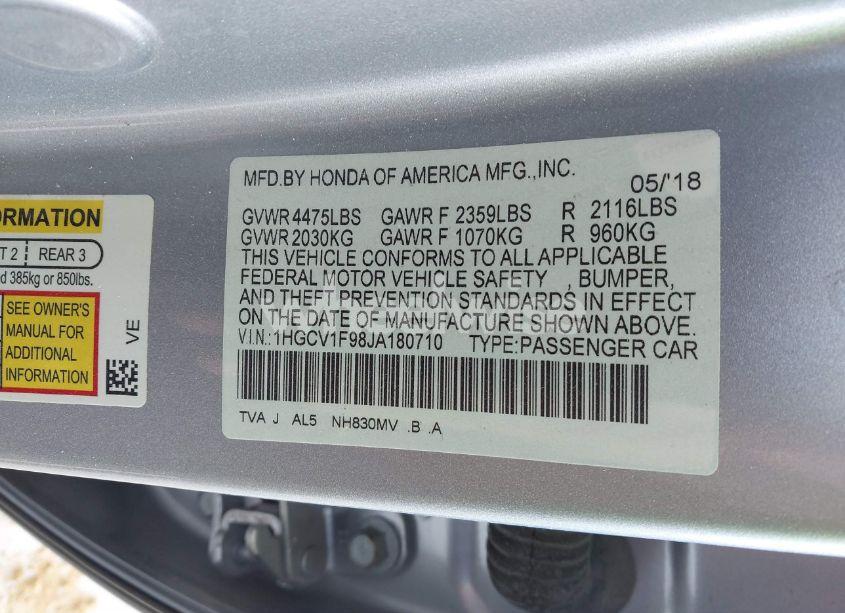 ORMATION
T 2 REAR 3
d 385kg or 850lbs.
SEE OWNER'S
MANUAL FOR
ADDITIONAL
INFORMATION
VE
MFD.BY HONDA OF AMERICA MFG.,INC. 05/'18
GVWR 4475LBS GAWR F 2359LBS R 2116LBS
GVWR 2030KG GAWR F 1070KG R 960KG
THIS VEHICLE CONFORMS TO ALL APPLICABLE
FEDERAL MOTOR VEHICLE SAFETY , BUMPER,
AND THEFT PREVENTION STANDARDS IN EFFECT
ON THE DATE OF MANUFACTURE SHOWN ABOVE.
V.I.N.:1HGCV1F98JA180710 TYPE:PASSENGER CAR
TVA J AL5 NH830MV .B .A